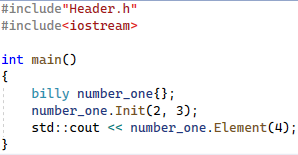 #include"Header.h"
#include<iostream>
int main()
{
billy number_one{};
number_one.Init(2, 3);
std::cout << number_one.Element(4);
}